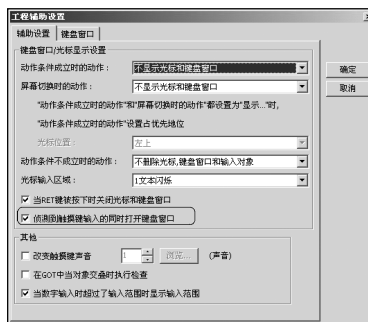 工程辅助设置
辅助设置 键盘窗口
键盘窗口/光标显示设置
动作条件成立时的动作： 不显示光标和键盘窗口
屏幕切换时的动作： 不显示光标和键盘窗口
"动作条件成立时的动作"和"屏幕切换时的动作"都设置为"显示..."时,
"动作条件成立时的动作"设置占优先地位
光标位置： 左上
动作条件不成立时的动作： 不删除光标,键盘窗口和输入对象
光标输入区域： 1文本闪烁
当RET键被按下时关闭光标和键盘窗口
侦测到触摸键输入的同时打开键盘窗口
其他
改变触摸键声音 1 浏览... (声音)
在GOT中当对象交叠时执行检查
当数字输入时超过了输入范围时显示输入范围
确定
取消